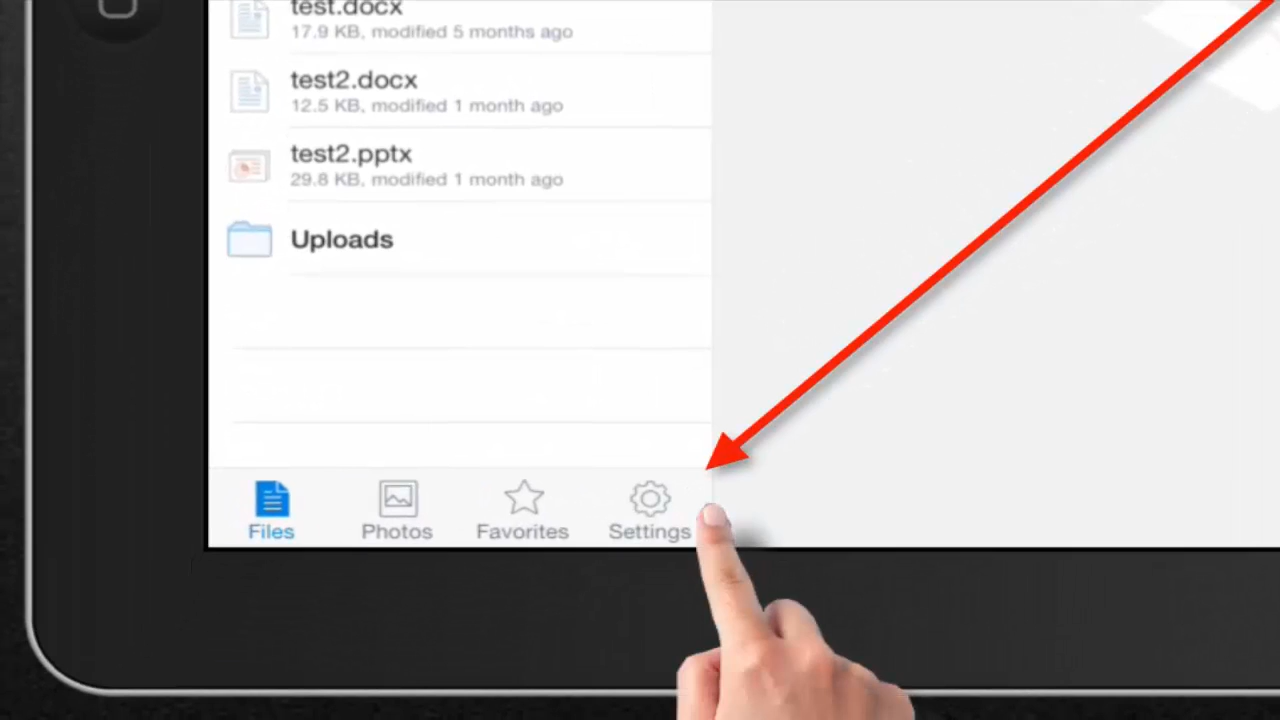 test.docx
17.9 KB, modified 5 months ago
test2.docx
12.5 KB, modified 1 month ago
test2.pptx
29.8 KB, modified 1 month ago
Uploads
Files
Photos
Favorites
Settings